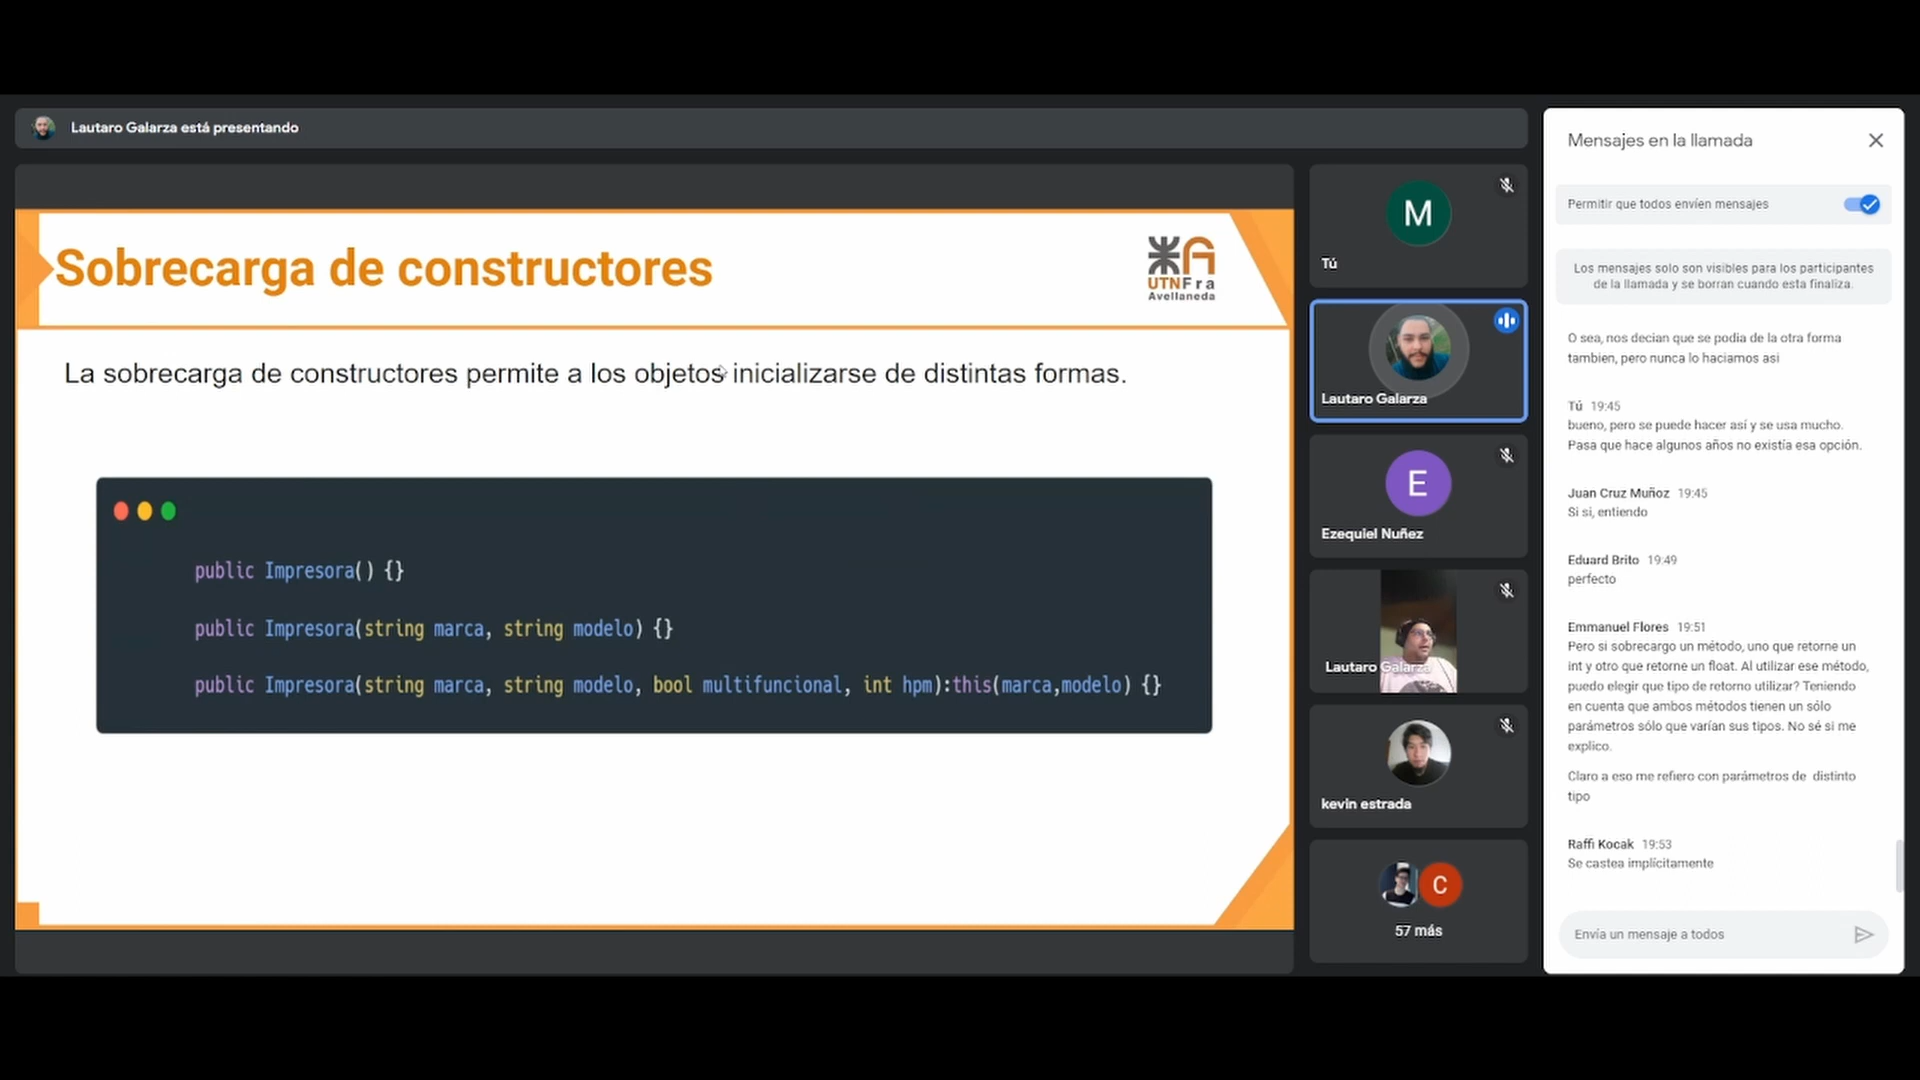 Lautaro Galarza está presentando
Sobrecarga de constructores
UTNFra
Avellaneda
La sobrecarga de constructores permite a los objetos inicializarse de distintas formas.
public Impresora() {}
public Impresora(string marca, string modelo) {}
public Impresora(string marca, string modelo, bool multifuncional, int hpm):this(marca,modelo) {}
M
Tú
Lautaro Galarza
E
Ezequiel Nuñez
Lautaro Galarza
kevin estrada
C
57 más
Mensajes en la llamada
Permitir que todos envíen mensajes
Los mensajes solo son visibles para los participantes
de la llamada y se borran cuando esta finaliza.
O sea, nos decian que se podia de la otra forma
tambien, pero nunca lo haciamos asi
Tú 19:45
bueno, pero se puede hacer así y se usa mucho.
Pasa que hace algunos años no existía esa opción.
Juan Cruz Muñoz 19:45
Si si, entiendo
Eduard Brito 19:49
perfecto
Emmanuel Flores 19:51
Pero si sobrecargo un método, uno que retorne un
int y otro que retorne un float. Al utilizar ese método,
puedo elegir que tipo de retorno utilizar? Teniendo
en cuenta que ambos métodos tienen un sólo
parámetros sólo que varían sus tipos. No sé si me
explico.
Claro a eso me refiero con parámetros de distinto
tipo
Raffi Kocak 19:53
Se castea implícitamente
Envía un mensaje a todos